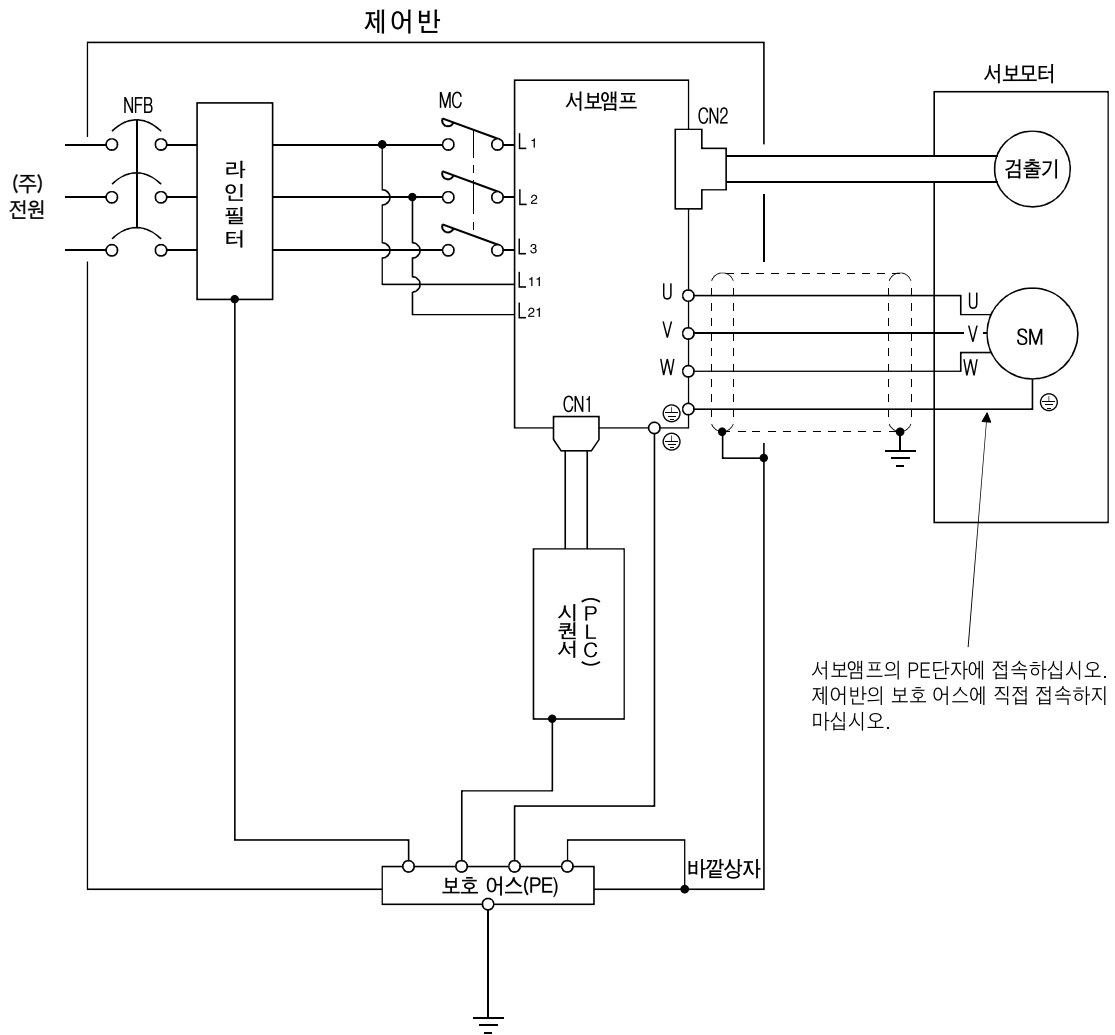 제어반
서보모터
NFB
MC
서보앰프
CN2
(주)
전원
라인필터
검출기
L1
L2
L3
L11
L21
U
V
W
U
V
W
SM
CN1
시퀀서
(PLC)
서보앰프의 PE단자에 접속하십시오.
제어반의 보호 어스에 직접 접속하지
마십시오.
바깥상자
보호 어스(PE)